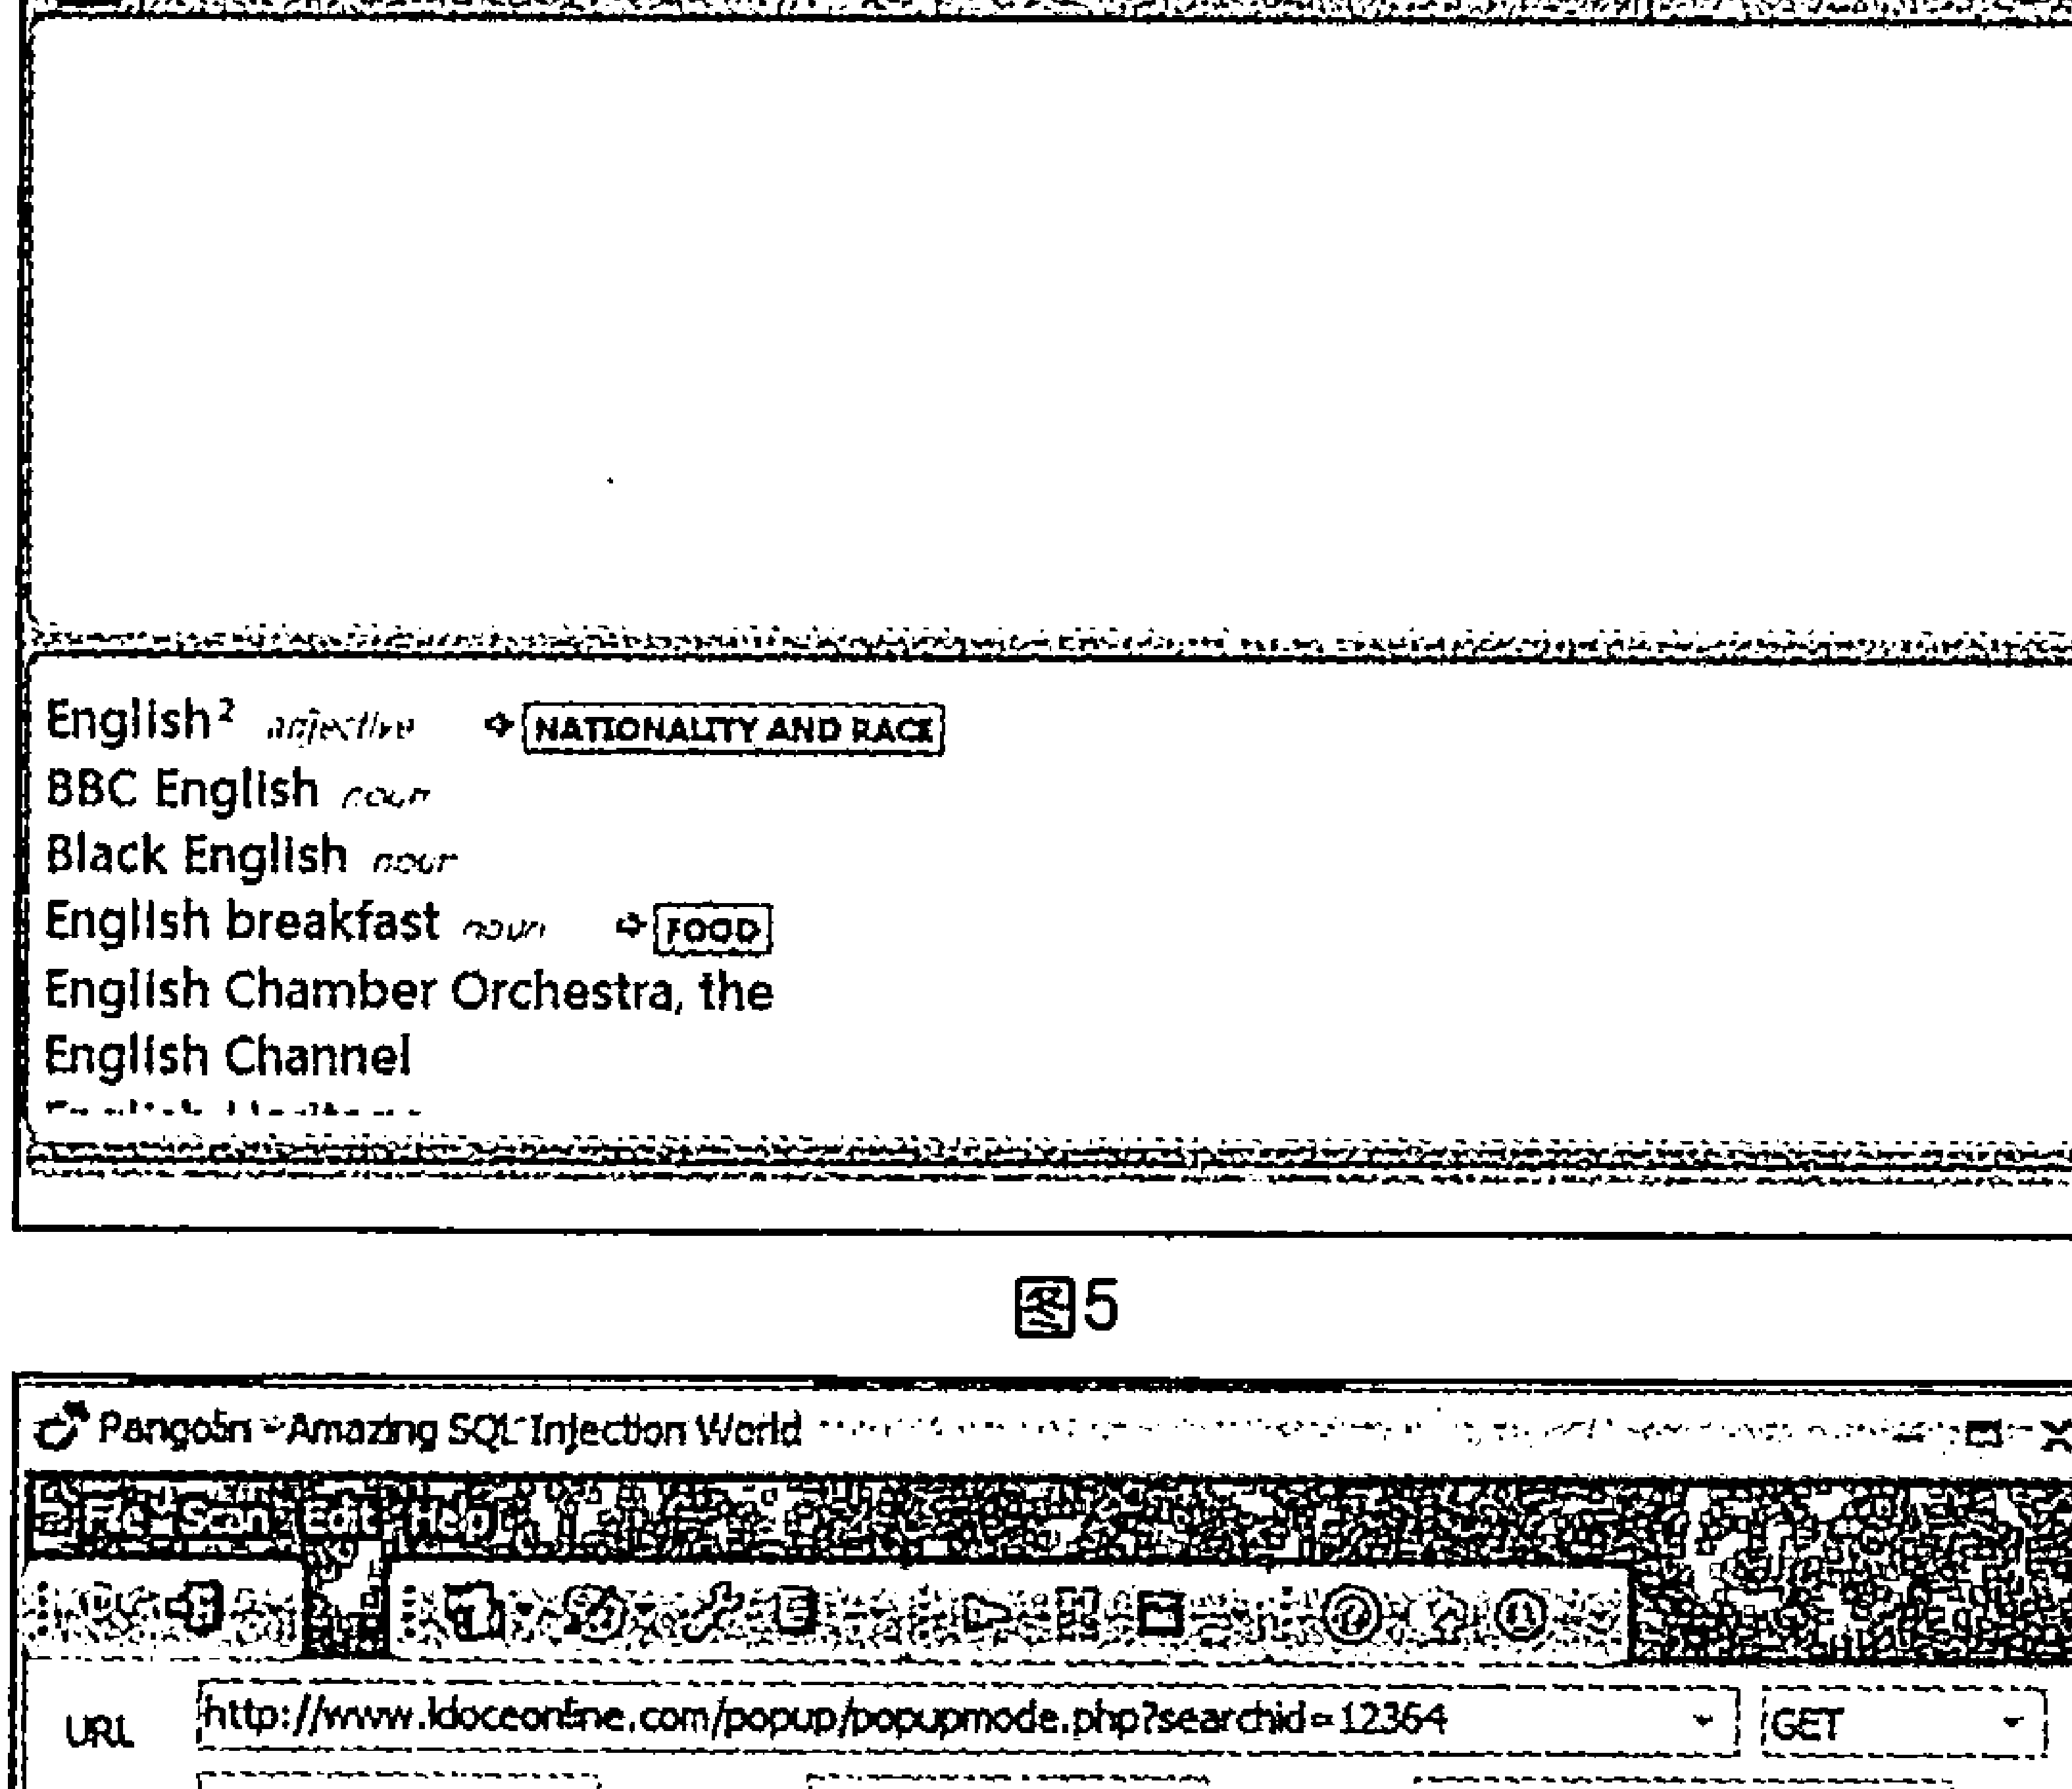 English² adjective ➪ NATIONALITY AND RACE
BBC English noun
Black English noun
English breakfast noun ➪ FOOD
English Chamber Orchestra, the
English Channel
图5
Pangolin - Amazing SQL Injection World
File Scan Edit Help
URL http://www.ldoceonline.com/popup/popupmode.php?searchid=12364 GET